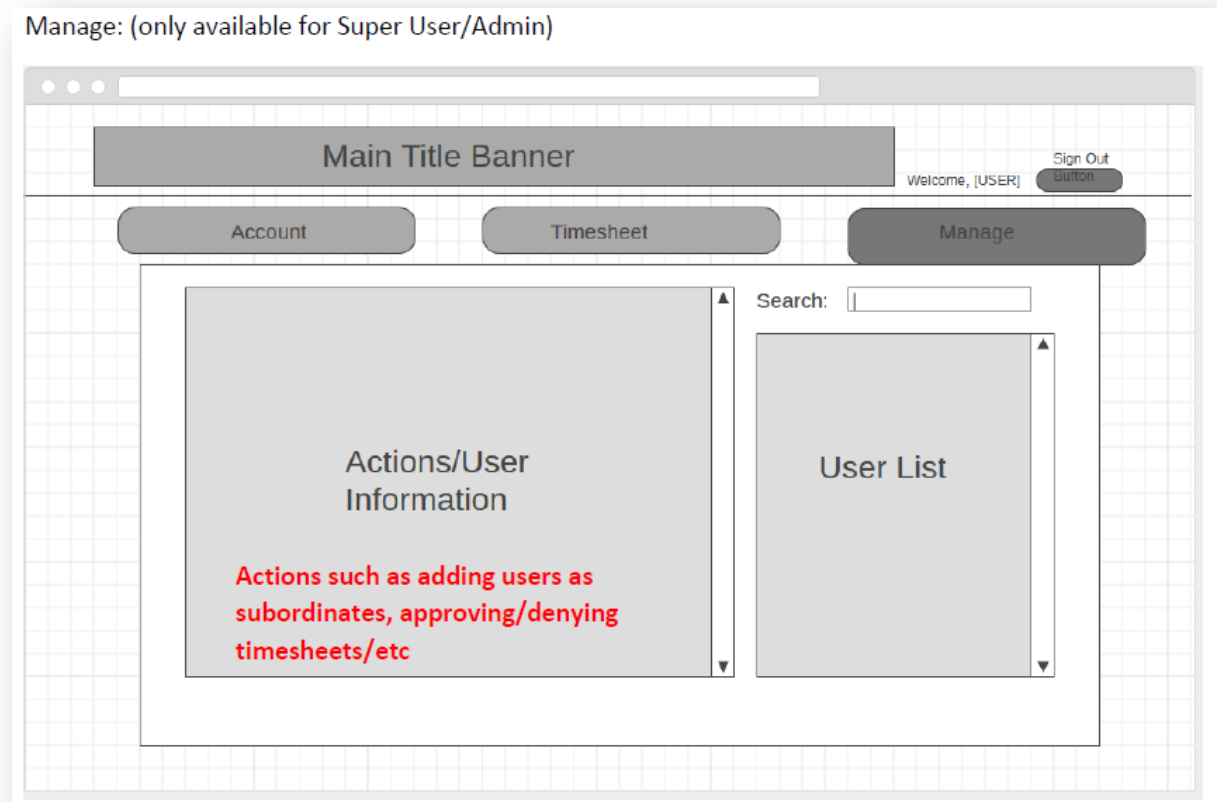 Manage: (only available for Super User/Admin)
Main Title Banner
Sign Out
Welcome, [USER]
Button
Account
Timesheet
Manage
Search:
Actions/User
Information
User List
Actions such as adding users as
subordinates, approving/denying
timesheets/etc